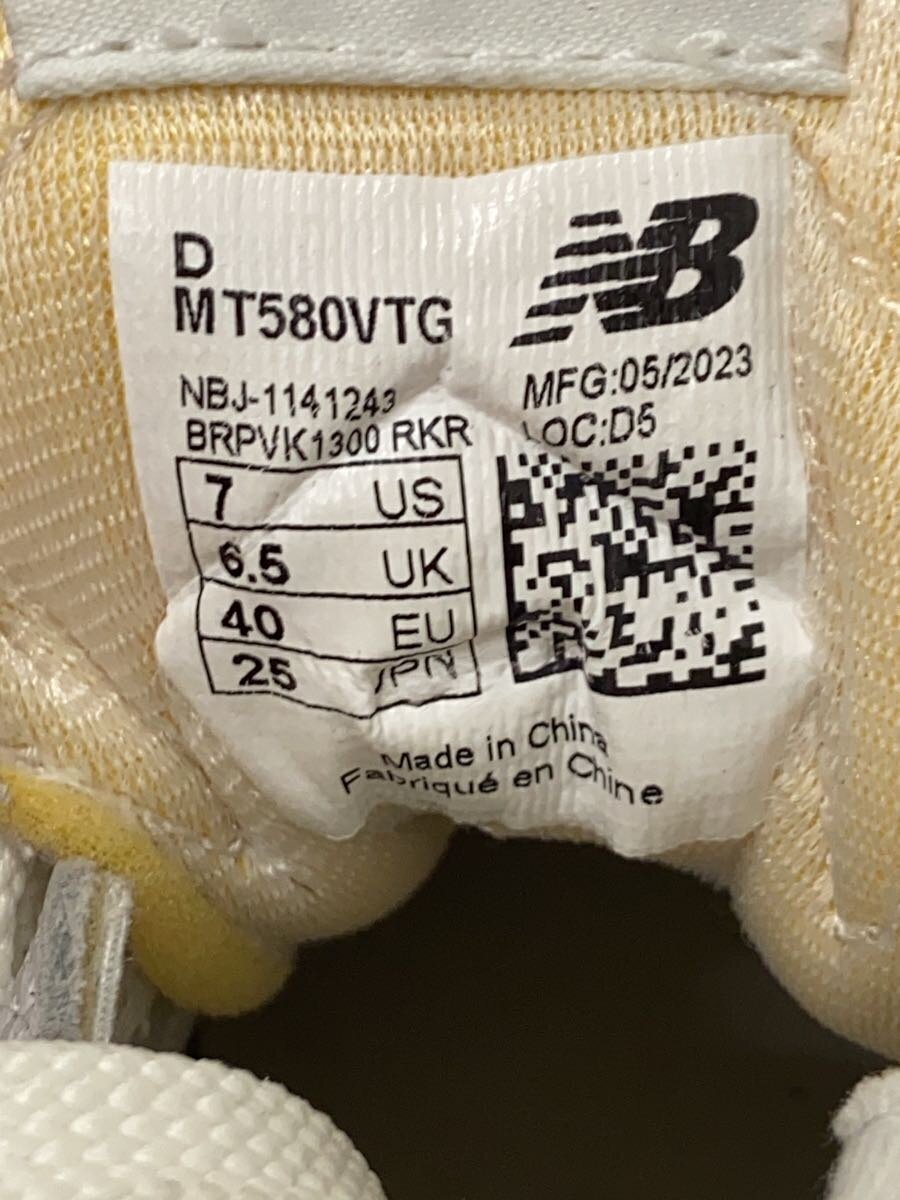 D
MT580VTG
NB
NBJ-1141243
BRPVK1300 RKR
MFG:05/2023
LOC:D5
7 US
6.5 UK
40 EU
25 JPN
Made in China
Fabriqué en Chine